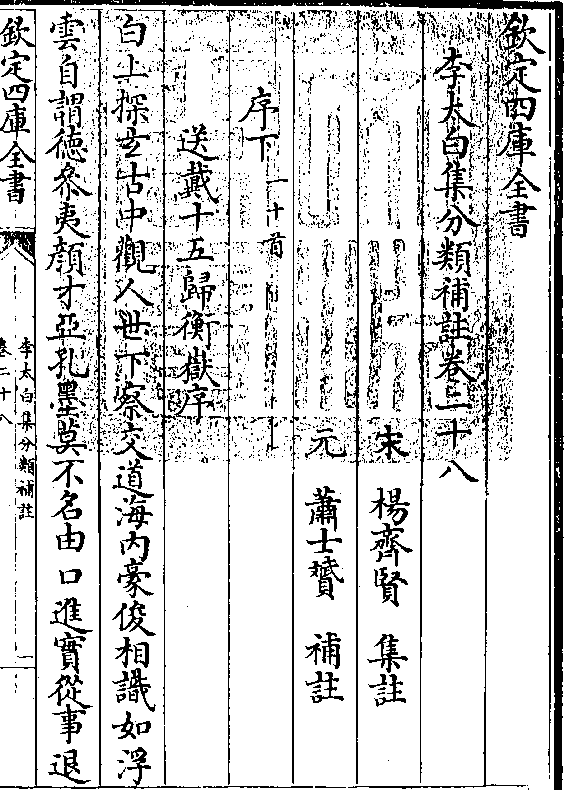 欽定四庫全書
李太白集分類補註卷二十八
宋 楊齊賢 集註
元 蕭士贇 補註
序下 一十首
送戴十五歸衡嶽序
白上探玄古中觀人世下察交道海內豪俊相識如浮
雲自謂德參夷顔才亞孔墨莫不名由口進實從事退
欽定四庫全書
李太白集分類補註
卷二十八
一